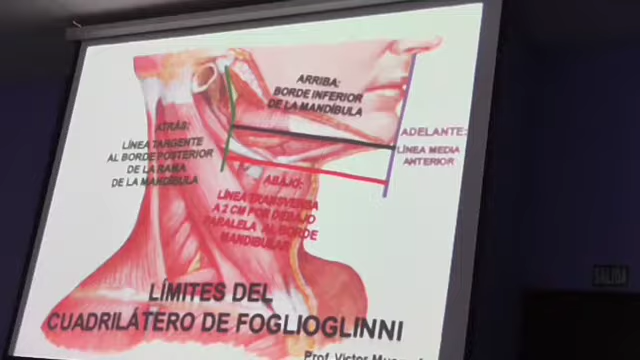 ARRIBA:
BORDE INFERIOR
DE LA MANDÍBULA
ATRÁS:
LÍNEA TANGENTE
AL BORDE POSTERIOR
DE LA RAMA
DE LA MANDÍBULA
ADELANTE:
LÍNEA MEDIA
ANTERIOR
ABAJO:
LÍNEA TRANSVERSA
A 2 CM POR DEBAJO
PARALELA AL BORDE
MANDIBULAR
LÍMITES DEL
CUADRILÁTERO DE FOGLIOGLINNI
Prof. Victor
SALIDA